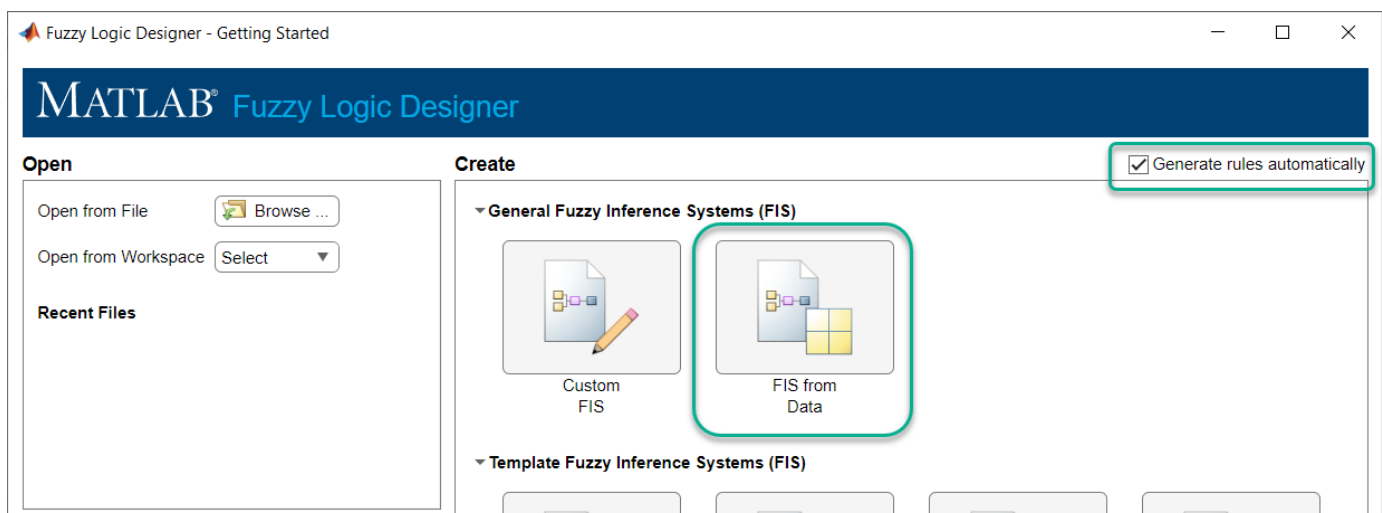 Fuzzy Logic Designer - Getting Started
MATLAB® Fuzzy Logic Designer
Open
Create
Generate rules automatically
Open from File
Browse ...
Open from Workspace
Select
Recent Files
General Fuzzy Inference Systems (FIS)
Custom
FIS
FIS from
Data
Template Fuzzy Inference Systems (FIS)